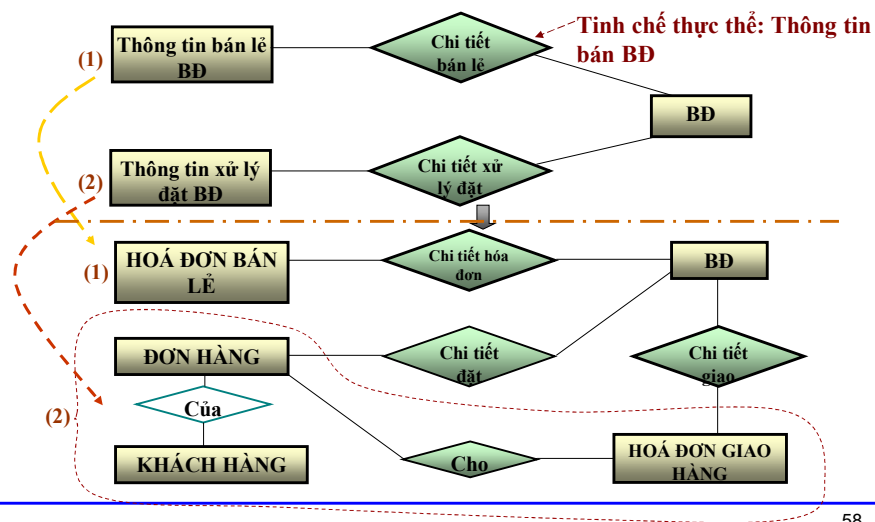 Tinh chế thực thể: Thông tin
bán BĐ
(1)
Thông tin bán lẻ
BĐ
Chi tiết
bán lẻ
BĐ
(2)
Thông tin xử lý
đặt BĐ
Chi tiết xử
lý đặt
(1)
HOÁ ĐƠN BÁN
LẺ
Chi tiết hóa
đơn
BĐ
ĐƠN HÀNG
Chi tiết
đặt
Chi tiết
giao
(2)
Của
KHÁCH HÀNG
Cho
HOÁ ĐƠN GIAO
HÀNG
58